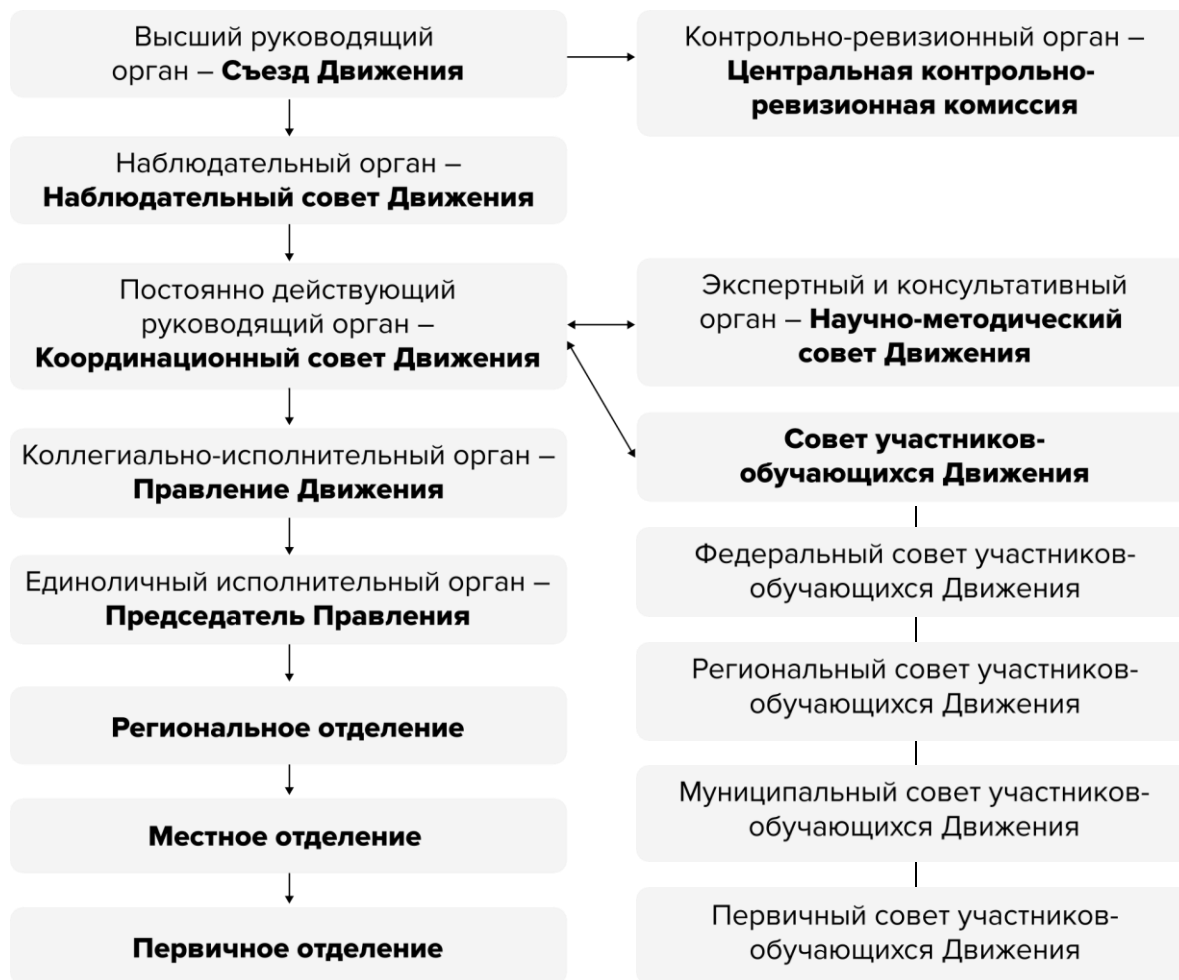 Высший руководящий
орган – Съезд Движения
Контрольно-ревизионный орган –
Центральная контрольно-
ревизионная комиссия
Наблюдательный орган –
Наблюдательный совет Движения
Постоянно действующий
руководящий орган –
Координационный совет Движения
Экспертный и консультативный
орган – Научно-методический
совет Движения
Коллегиально-исполнительный орган –
Правление Движения
Совет участников-
обучающихся Движения
Единоличный исполнительный орган –
Председатель Правления
Федеральный совет участников-
обучающихся Движения
Региональное отделение
Региональный совет участников-
обучающихся Движения
Местное отделение
Муниципальный совет участников-
обучающихся Движения
Первичное отделение
Первичный совет участников-
обучающихся Движения